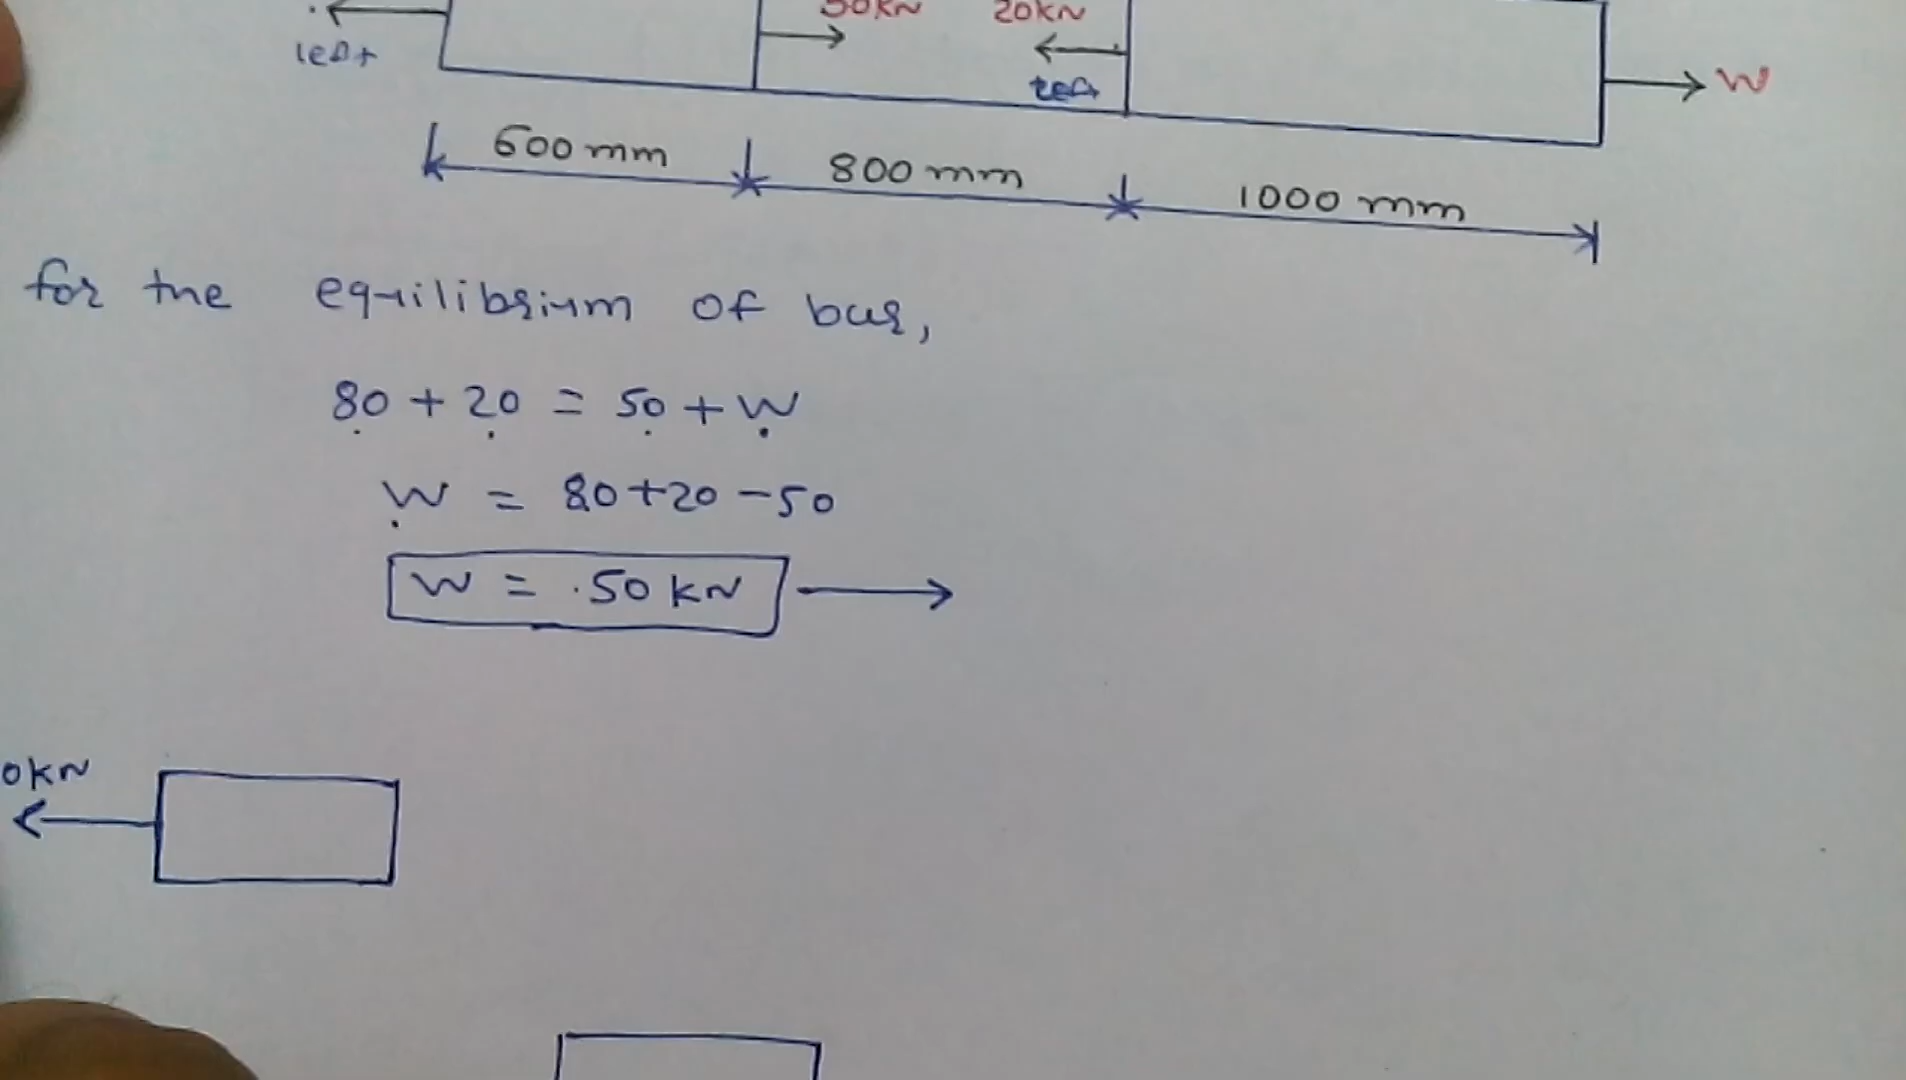 50kN 20kN
left
left
W
600 mm 800 mm 1000 mm
for the equilibrium of bar,
80 + 20 = 50 + W
W = 80+20-50
W = 50 kN
0kN